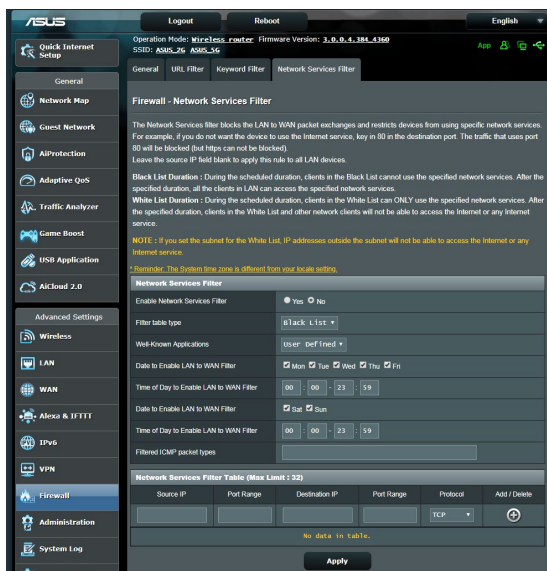 ASUS
Logout
Reboot
English
Operation Mode: Wireless router Firmware Version: 3.0.0.4.384_4360
SSID: ASUS_2G ASUS_5G
App
Quick Internet
Setup
General
Network Map
Guest Network
AiProtection
Adaptive QoS
Traffic Analyzer
Game Boost
USB Application
AiCloud 2.0
Advanced Settings
Wireless
LAN
WAN
Alexa & IFTTT
IPv6
VPN
Firewall
Administration
System Log
General
URL Filter
Keyword Filter
Network Services Filter
Firewall - Network Services Filter
The Network Services filter blocks the LAN to WAN packet exchanges and restricts devices from using specific network services.
For example, if you do not want the device to use the Internet service, key in 80 in the destination port. The traffic that uses port
80 will be blocked (but https can not be blocked).
Leave the source IP field blank to apply this rule to all LAN devices.
Black List Duration : During the scheduled duration, clients in the Black List cannot use the specified network services. After the
specified duration, all the clients in LAN can access the specified network services.
White List Duration : During the scheduled duration, clients in the White List can ONLY use the specified network services. After
the specified duration, clients in the White List and other network clients will not be able to access the Internet or any Internet
service.
NOTE : If you set the subnet for the White List, IP addresses outside the subnet will not be able to access the Internet or any
Internet service.
* Reminder: The System time zone is different from your locale setting.
Network Services Filter
Enable Network Services Filter
Yes No
Filter table type
Black List
Well-Known Applications
User Defined
Date to Enable LAN to WAN Filter
Mon Tue Wed Thu Fri
Time of Day to Enable LAN to WAN Filter
00 : 00 - 23 : 59
Date to Enable LAN to WAN Filter
Sat Sun
Time of Day to Enable LAN to WAN Filter
00 : 00 - 23 : 59
Filtered ICMP packet types
Network Services Filter Table (Max Limit : 32)
Source IP
Port Range
Destination IP
Port Range
Protocol
Add / Delete
TCP
No data in table.
Apply